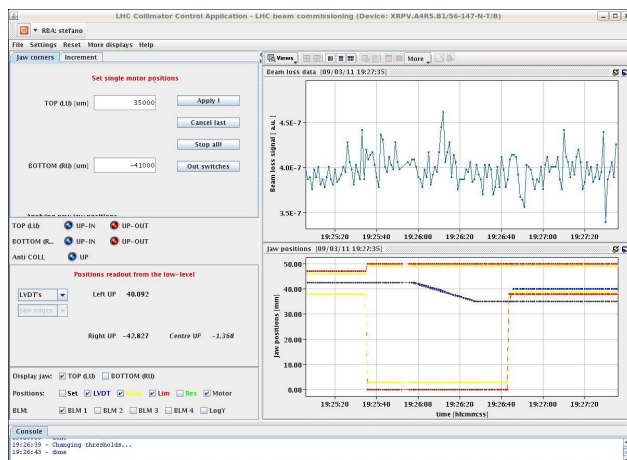 LHC Collimator Control Application - LHC beam commissioning (Device: XRPV.A4R5.B1/56-147-N-T/B)
RBA: stefano
File Settings Reset More displays Help
Jaw corners Increment
Set single motor positions
TOP (LU) [um] 35000 Apply !
Cancel last
Stop all!
BOTTOM (RU) [um] -41000 Out switches
TOP (LU) UP-IN UP-OUT
BOTTOM (R... UP-IN UP-OUT
Anti COLL UP
Positions readout from the low-level
LVDT's Left UP 40.092
Jaw edges
Right UP -42.827 Centre UP -1.368
Display jaw: TOP (LU) BOTTOM (RU)
Positions: Set LVDT Lim Res Motor
BLM: BLM 1 BLM 2 BLM 3 BLM 4 LogY
Views More
Beam loss data [09/03/11 19:27:35]
Beam loss signal [ a.u. ]
4.5E-7
4.0E-7
3.5E-7
19:25:20 19:25:40 19:26:00 19:26:20 19:26:40 19:27:00 19:27:20
Jaw positions [09/03/11 19:27:35]
Jaw positions [mm]
50.00
40.00
30.00
20.00
10.00
0.00
19:25:20 19:25:40 19:26:00 19:26:20 19:26:40 19:27:00 19:27:20
time [hh:mm:ss]
Console
19:26:39 - Changing thresholds...
19:26:43 - done